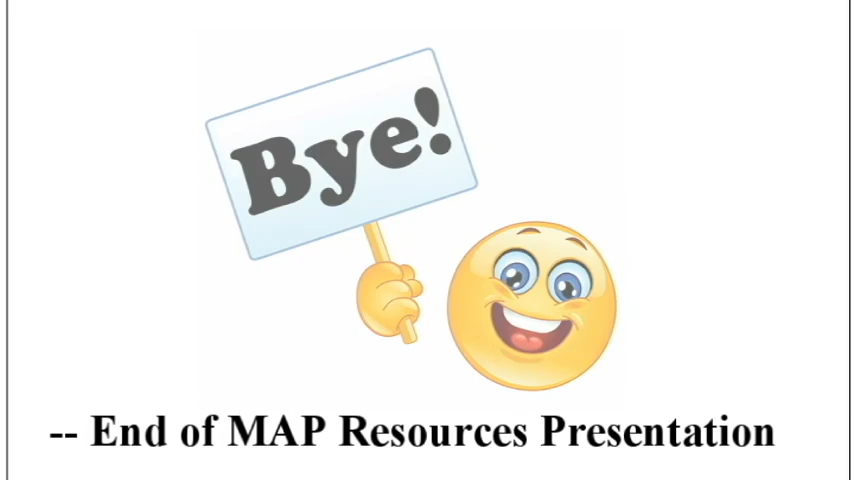 Bye!
-- End of MAP Resources Presentation